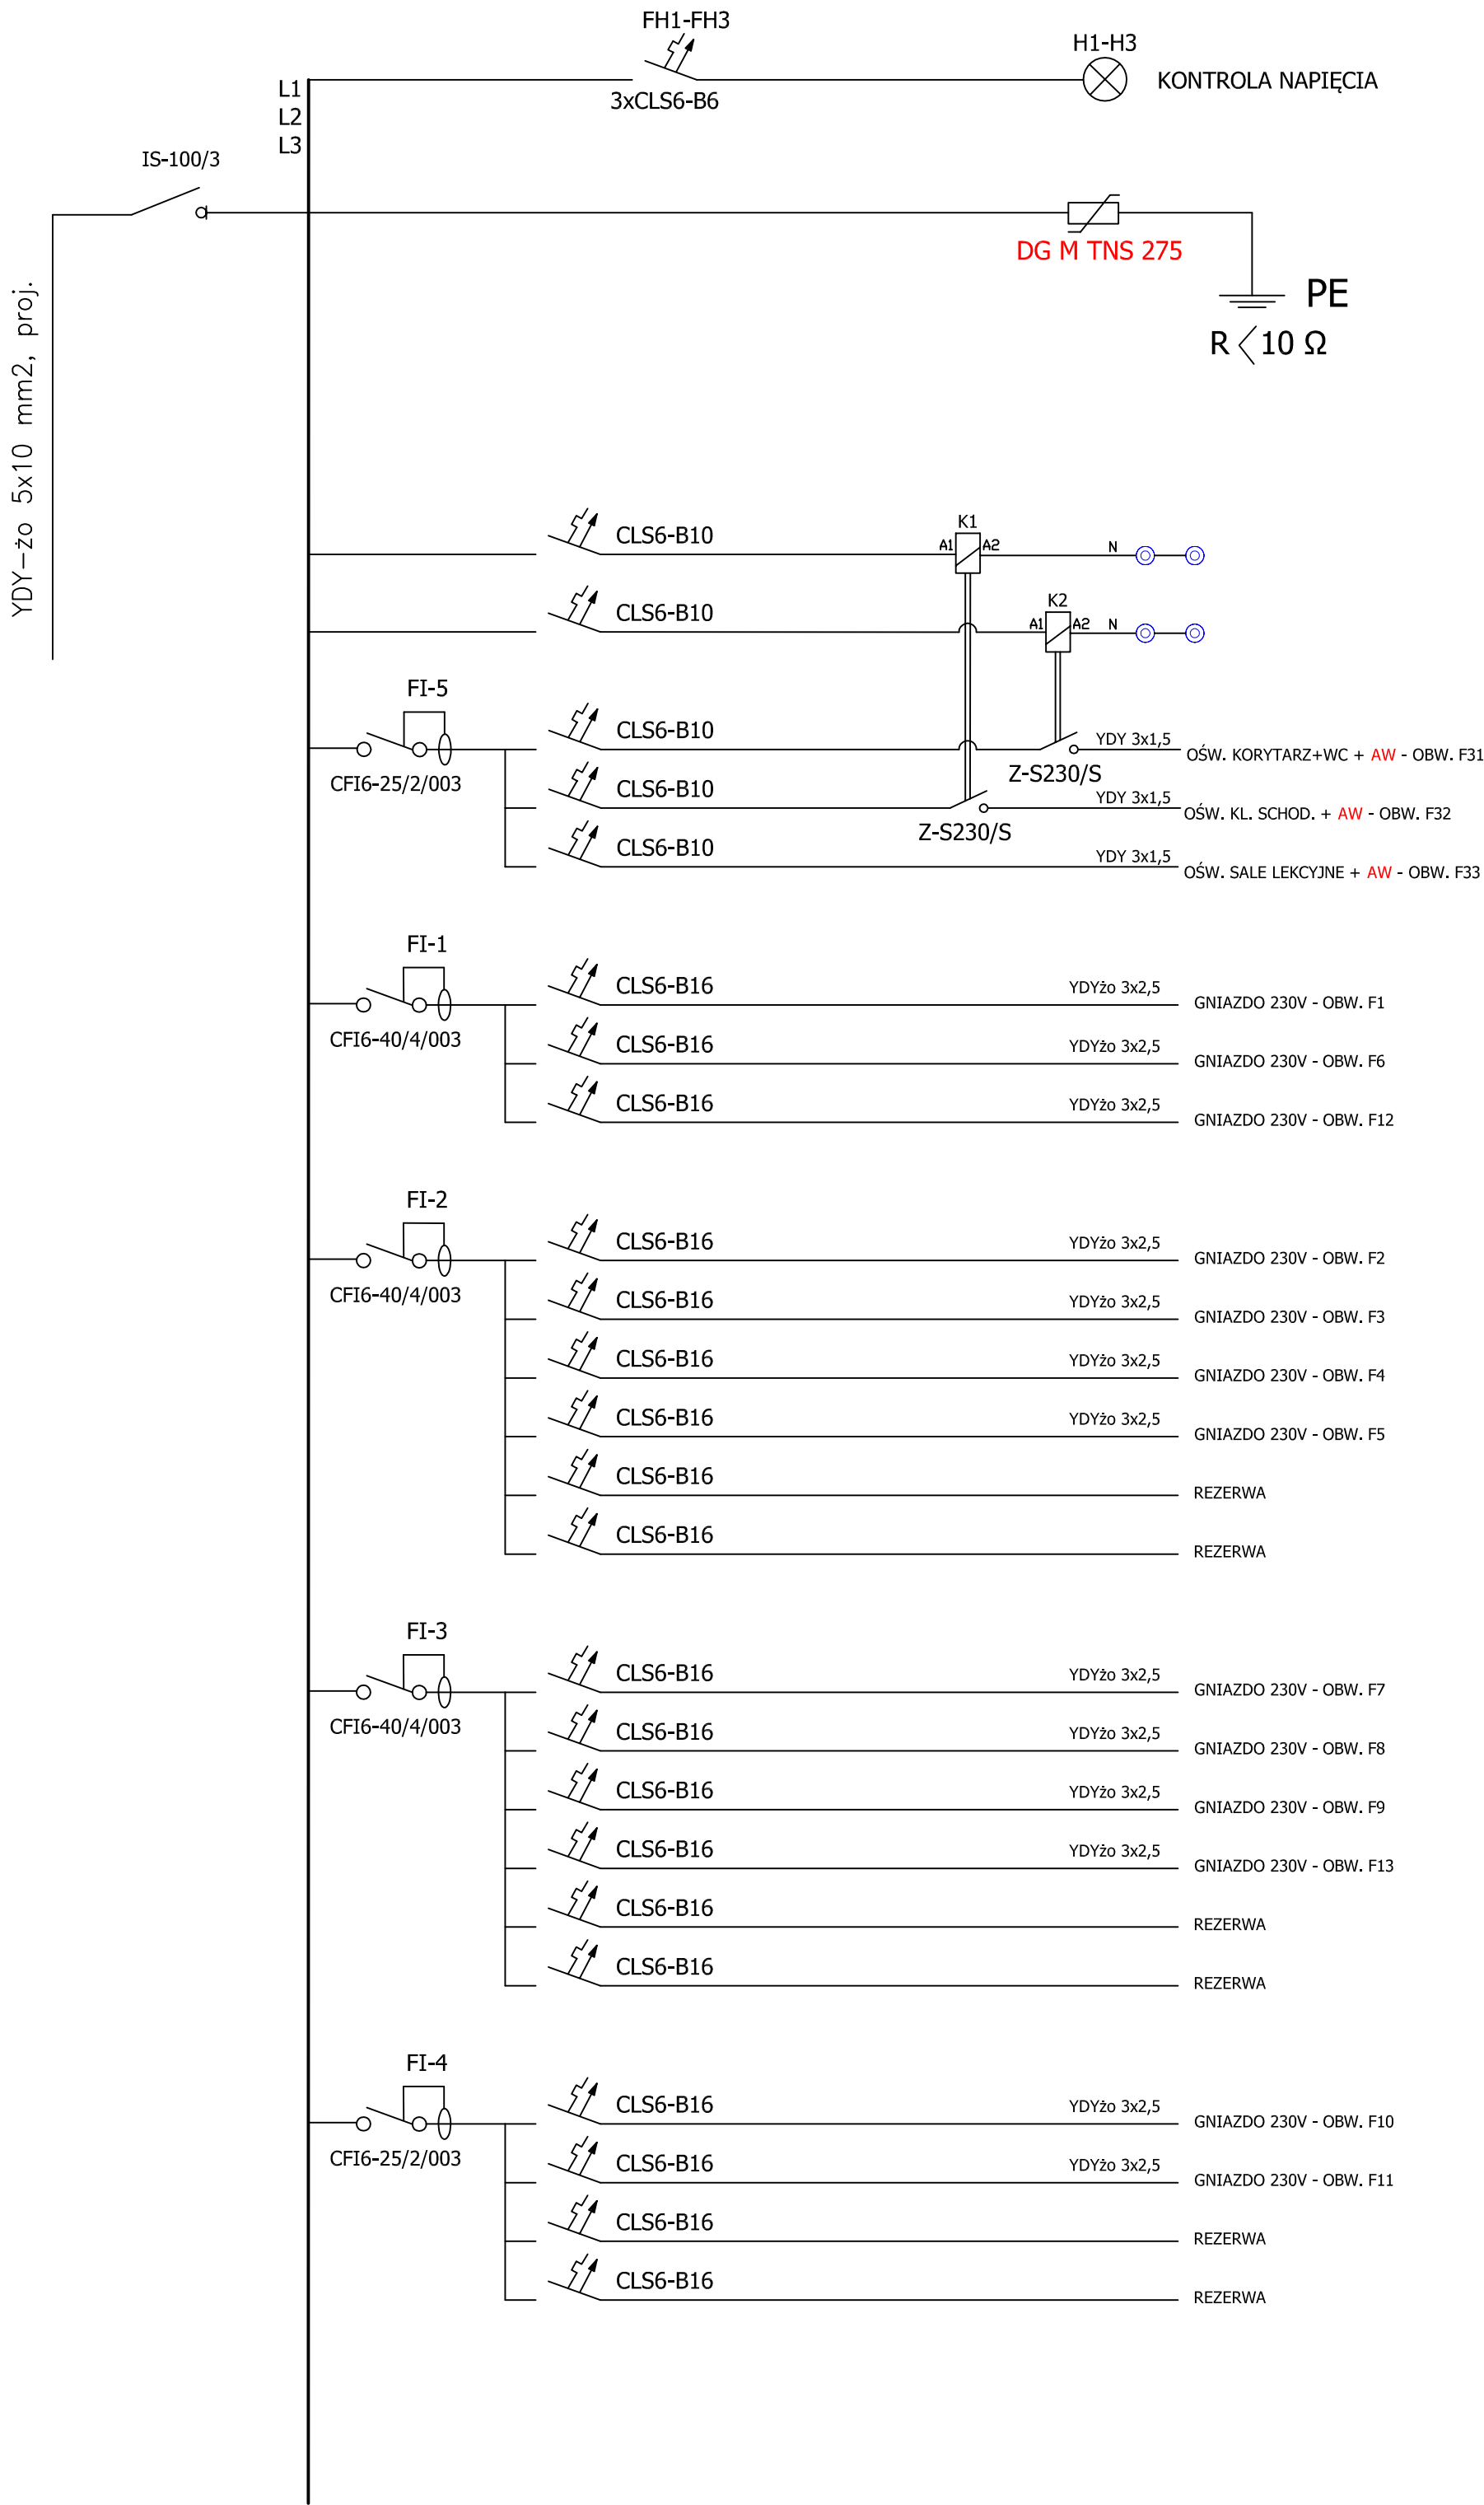 FH1-FH3
H1-H3
KONTROLA NAPIĘCIA
3xCLS6-B6
L1
L2
L3
IS-100/3
DG M TNS 275
PE
R < 10 Ω
YDY-żo 5x10 mm2, proj.
CLS6-B10
K1
A1
A2
N
CLS6-B10
K2
A1
A2
N
FI-5
CFI6-25/2/003
CLS6-B10
Z-S230/S
YDY 3x1,5
OŚW. KORYTARZ+WC + AW - OBW. F31
CLS6-B10
Z-S230/S
YDY 3x1,5
OŚW. KL. SCHOD. + AW - OBW. F32
CLS6-B10
YDY 3x1,5
OŚW. SALE LEKCYJNE + AW - OBW. F33
FI-1
CFI6-40/4/003
CLS6-B16
YDYżo 3x2,5
GNIAZDO 230V - OBW. F1
CLS6-B16
YDYżo 3x2,5
GNIAZDO 230V - OBW. F6
CLS6-B16
YDYżo 3x2,5
GNIAZDO 230V - OBW. F12
FI-2
CFI6-40/4/003
CLS6-B16
YDYżo 3x2,5
GNIAZDO 230V - OBW. F2
CLS6-B16
YDYżo 3x2,5
GNIAZDO 230V - OBW. F3
CLS6-B16
YDYżo 3x2,5
GNIAZDO 230V - OBW. F4
CLS6-B16
YDYżo 3x2,5
GNIAZDO 230V - OBW. F5
CLS6-B16
REZERWA
CLS6-B16
REZERWA
FI-3
CFI6-40/4/003
CLS6-B16
YDYżo 3x2,5
GNIAZDO 230V - OBW. F7
CLS6-B16
YDYżo 3x2,5
GNIAZDO 230V - OBW. F8
CLS6-B16
YDYżo 3x2,5
GNIAZDO 230V - OBW. F9
CLS6-B16
YDYżo 3x2,5
GNIAZDO 230V - OBW. F13
CLS6-B16
REZERWA
CLS6-B16
REZERWA
FI-4
CFI6-25/2/003
CLS6-B16
YDYżo 3x2,5
GNIAZDO 230V - OBW. F10
CLS6-B16
YDYżo 3x2,5
GNIAZDO 230V - OBW. F11
CLS6-B16
REZERWA
CLS6-B16
REZERWA